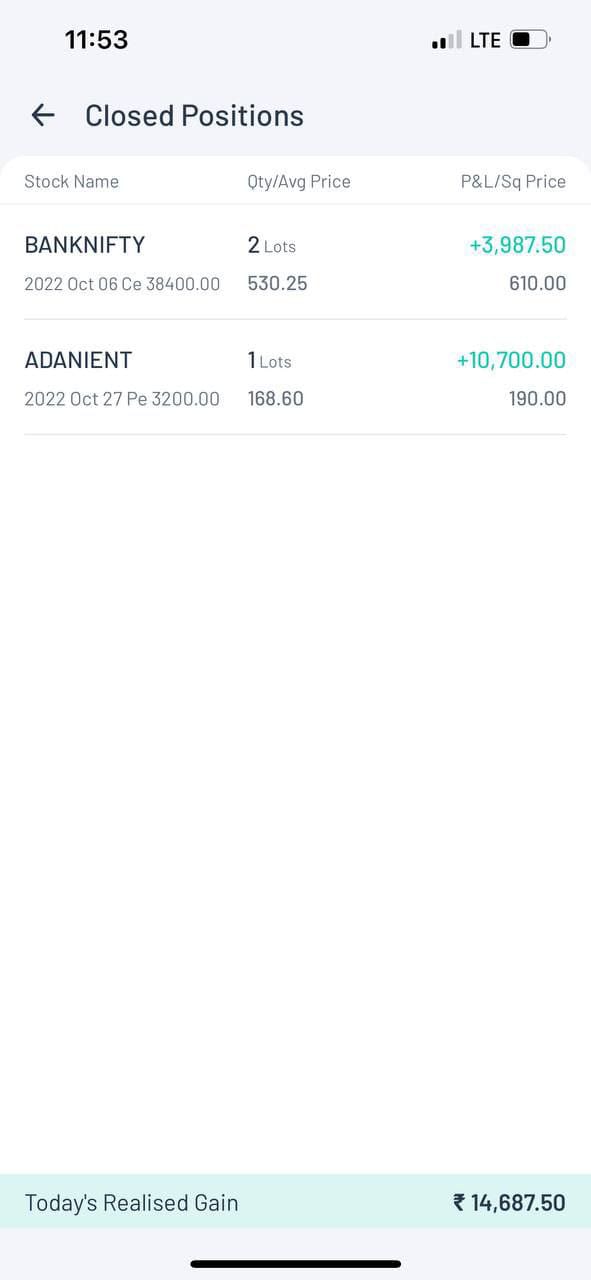 11:53 LTE
Closed Positions
Stock Name Qty/Avg Price P&L/Sq Price
BANKNIFTY 2 Lots +3,987.50
2022 Oct 06 Ce 38400.00 530.25 610.00
ADANIENT 1 Lots +10,700.00
2022 Oct 27 Pe 3200.00 168.60 190.00
Today's Realised Gain ₹ 14,687.50